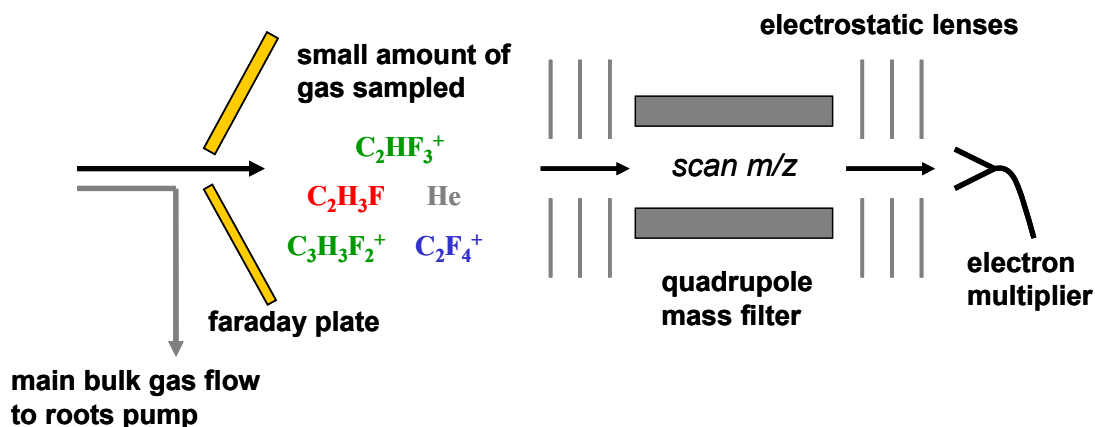 electrostatic lenses
small amount of
gas sampled
C₂HF₃⁺
scan m/z
C₂H₃F He
C₃H₃F₂⁺ C₂F₄⁺
faraday plate
quadrupole
mass filter
electron
multiplier
main bulk gas flow
to roots pump